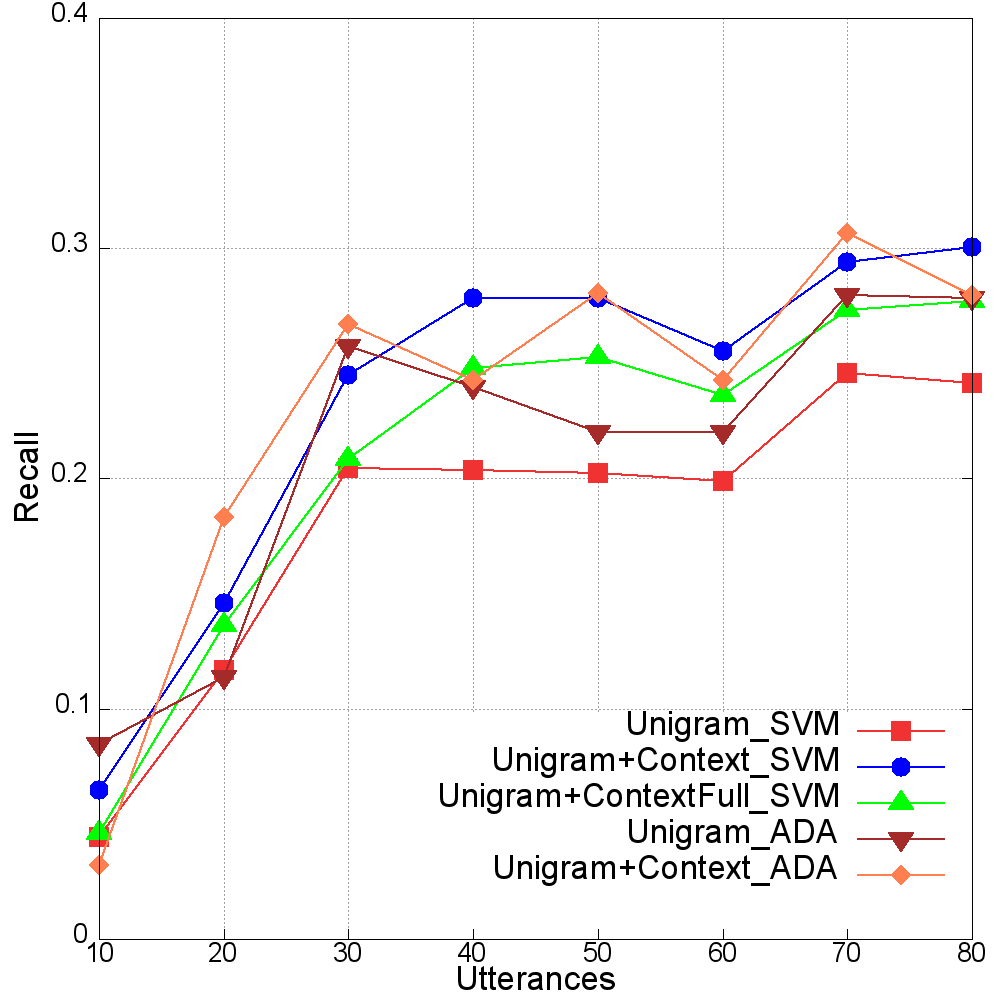 0.4
0.3
0.2
0.1
0
Recall
Unigram_SVM
Unigram+Context_SVM
Unigram+ContextFull_SVM
Unigram_ADA
Unigram+Context_ADA
10 20 30 40 50 60 70 80
Utterances